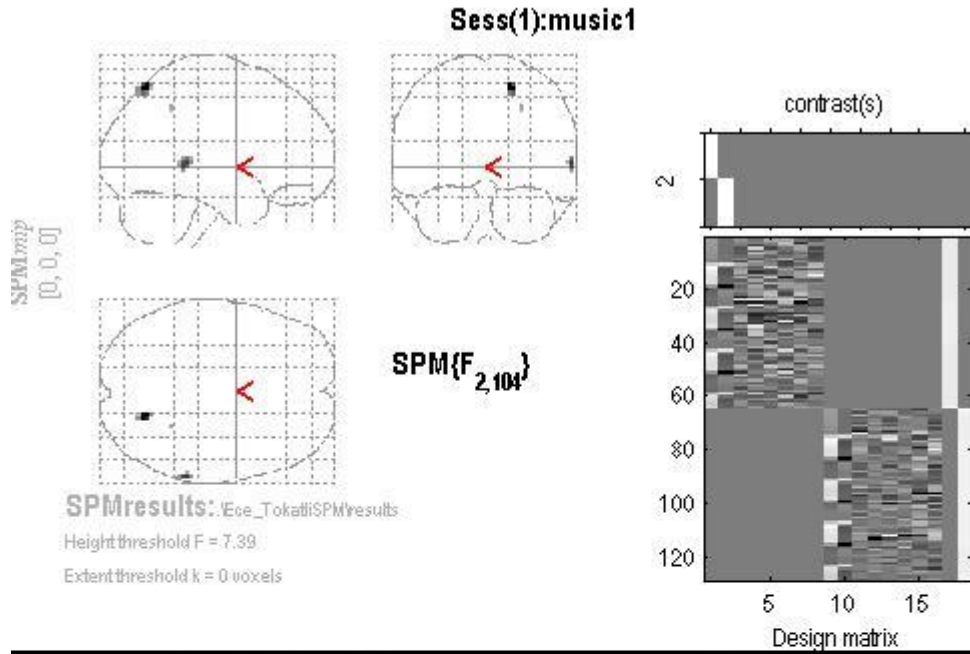 Sess(1):music1
contrast(s)
2
SPMmip
[0, 0, 0]
SPM{F2,104}
20
40
60
80
100
120
5 10 15
Design matrix
SPMresults: .\Ece_Tokatli\SPM\results
Height threshold F = 7.39
Extent threshold k = 0 voxels